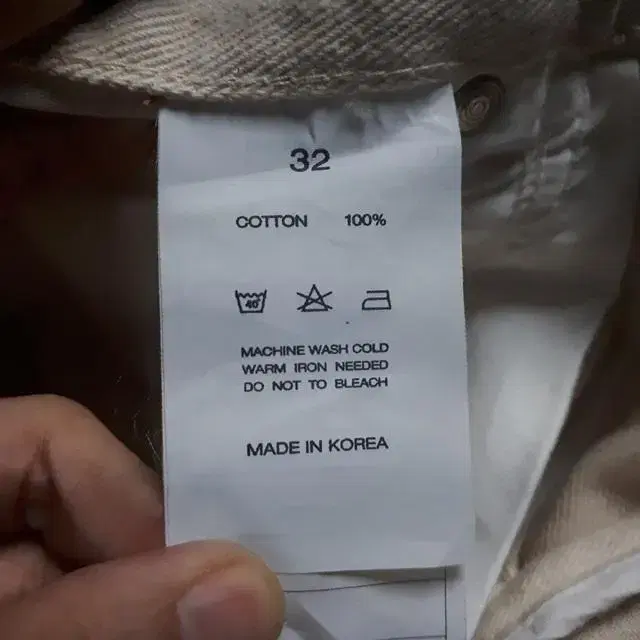 32
COTTON 100%
40
MACHINE WASH COLD
WARM IRON NEEDED
DO NOT TO BLEACH
MADE IN KOREA